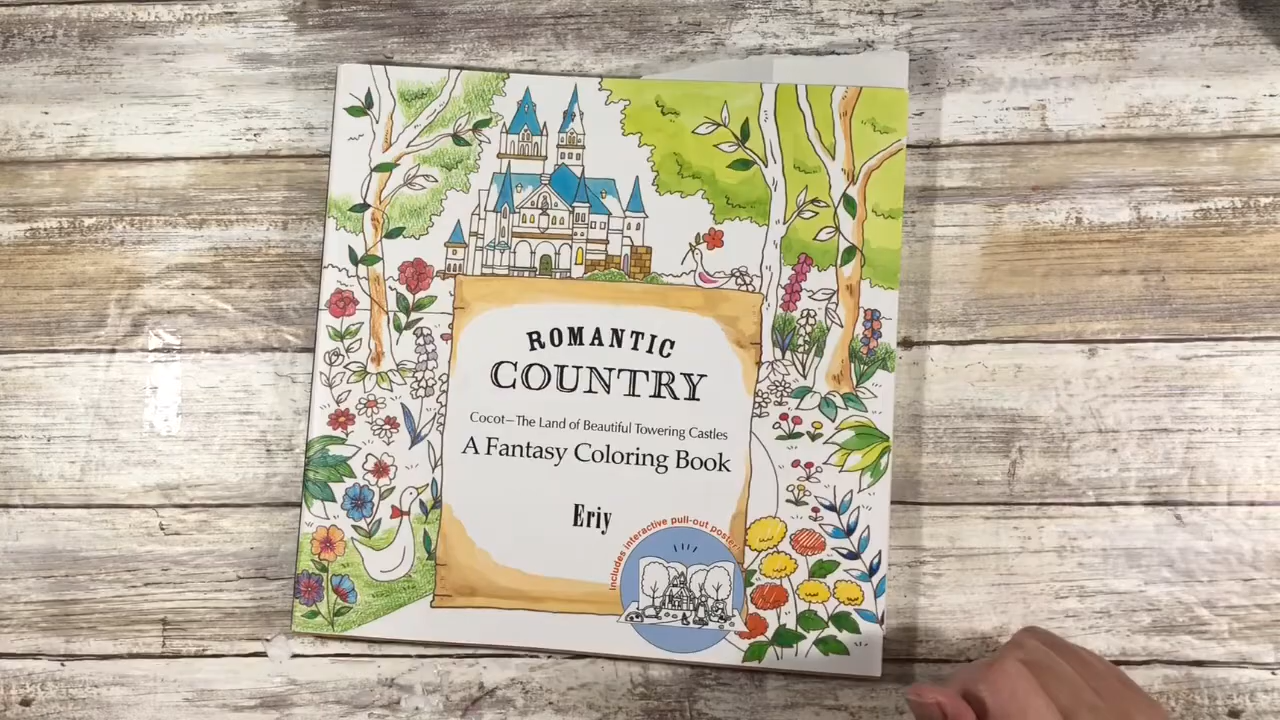 ROMANTIC
COUNTRY
Cocot—The Land of Beautiful Towering Castles
A Fantasy Coloring Book
Eriy
Includes interactive pull-out poster!